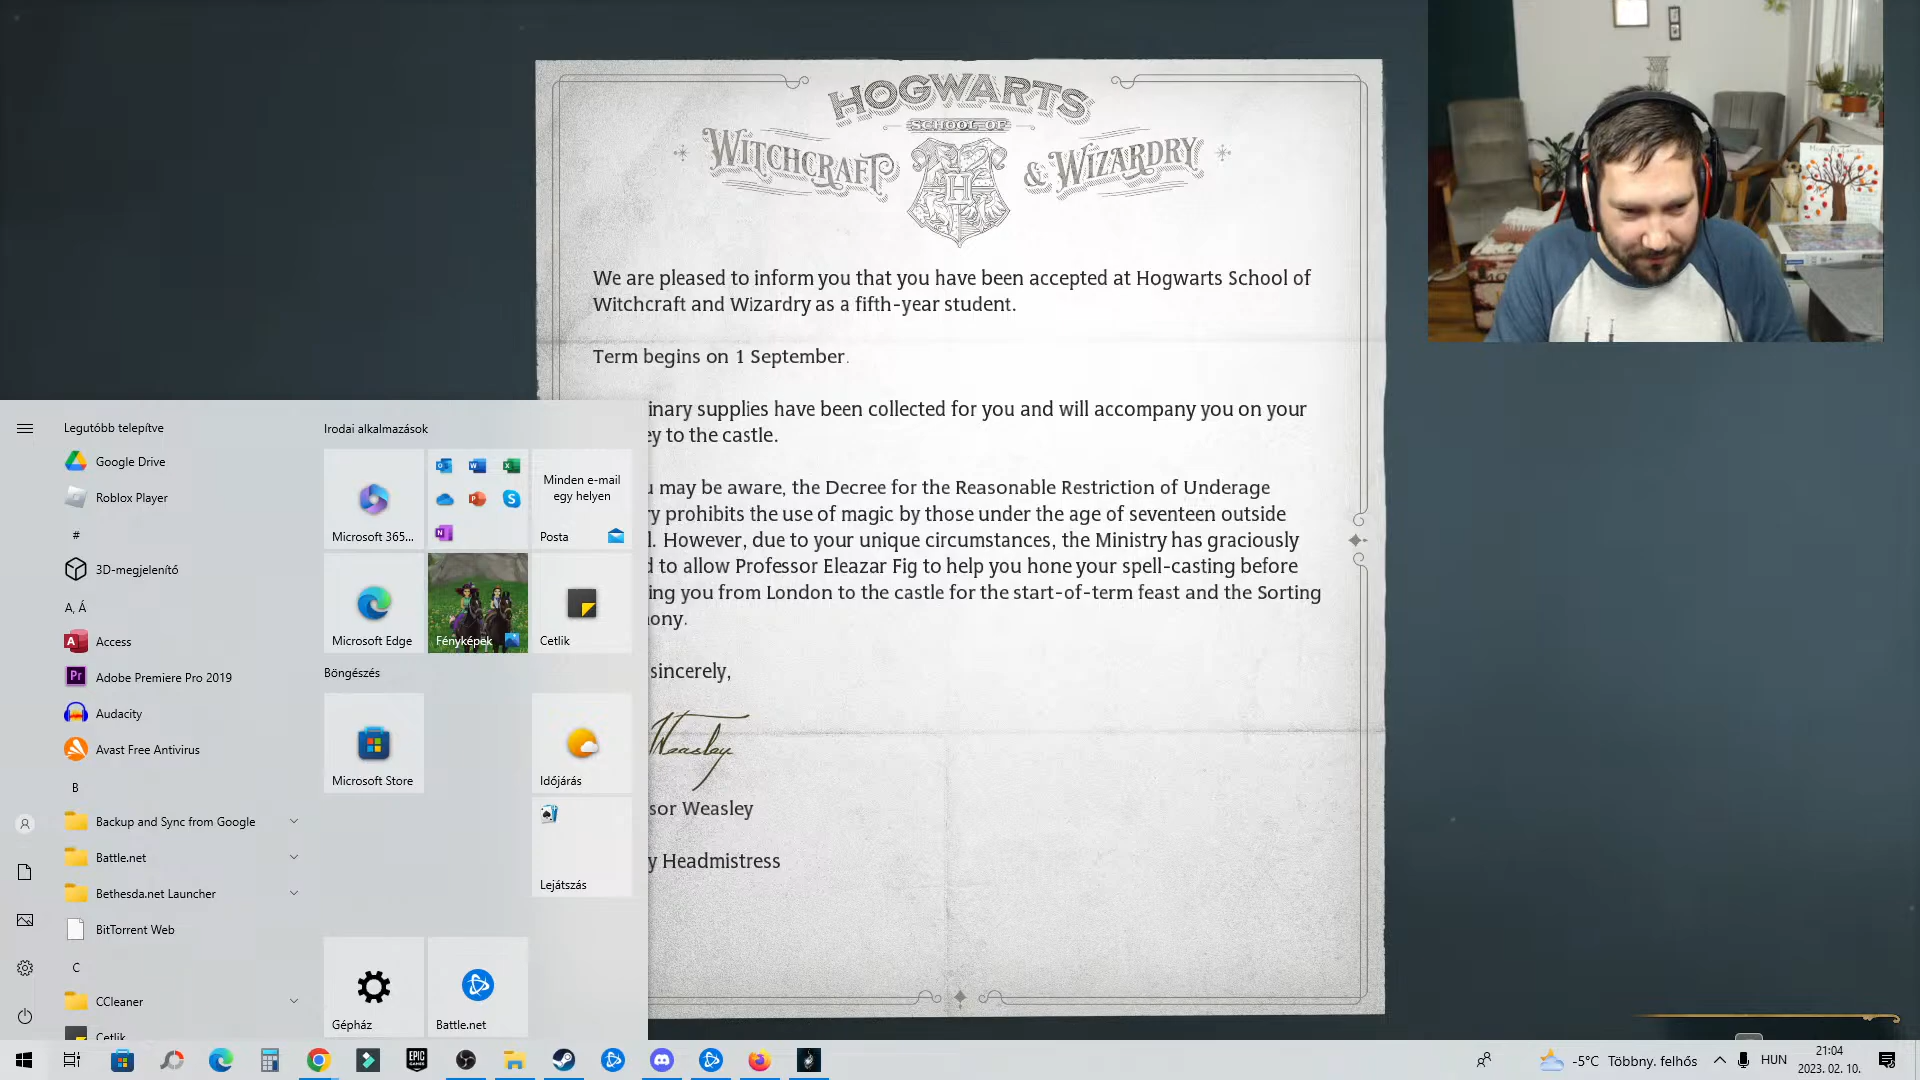 HOGWARTS
SCHOOL OF
WITCHCRAFT & WIZARDRY
H
We are pleased to inform you that you have been accepted at Hogwarts School of
Witchcraft and Wizardry as a fifth-year student.
Term begins on 1 September.
inary supplies have been collected for you and will accompany you on your
ey to the castle.
u may be aware, the Decree for the Reasonable Restriction of Underage
ry prohibits the use of magic by those under the age of seventeen outside
l. However, due to your unique circumstances, the Ministry has graciously
d to allow Professor Eleazar Fig to help you hone your spell-casting before
ing you from London to the castle for the start-of-term feast and the Sorting
ony.
sincerely,
Weasley
sor Weasley
y Headmistress
Legutóbb telepítve
Google Drive
Roblox Player
#
3D-megjelenítő
A, Á
Access
Adobe Premiere Pro 2019
Audacity
Avast Free Antivirus
B
Backup and Sync from Google
Battle.net
Bethesda.net Launcher
BitTorrent Web
C
CCleaner
Cetlik
Irodai alkalmazások
Microsoft 365...
Minden e-mail
egy helyen
Posta
Microsoft Edge
Fényképek
Cetlik
Böngészés
Microsoft Store
Időjárás
Lejátszás
Gépház
Battle.net
EPIC
GAMES
-5°C Többny. felhős
HUN
21:04
2023. 02. 10.